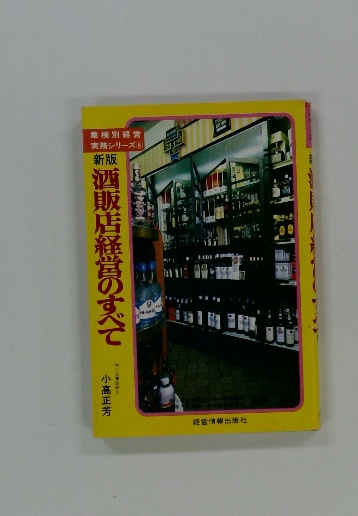 業種別経営
実務シリーズ6
新版
酒販店経営のすべて
小高正芳
経営情報出版社